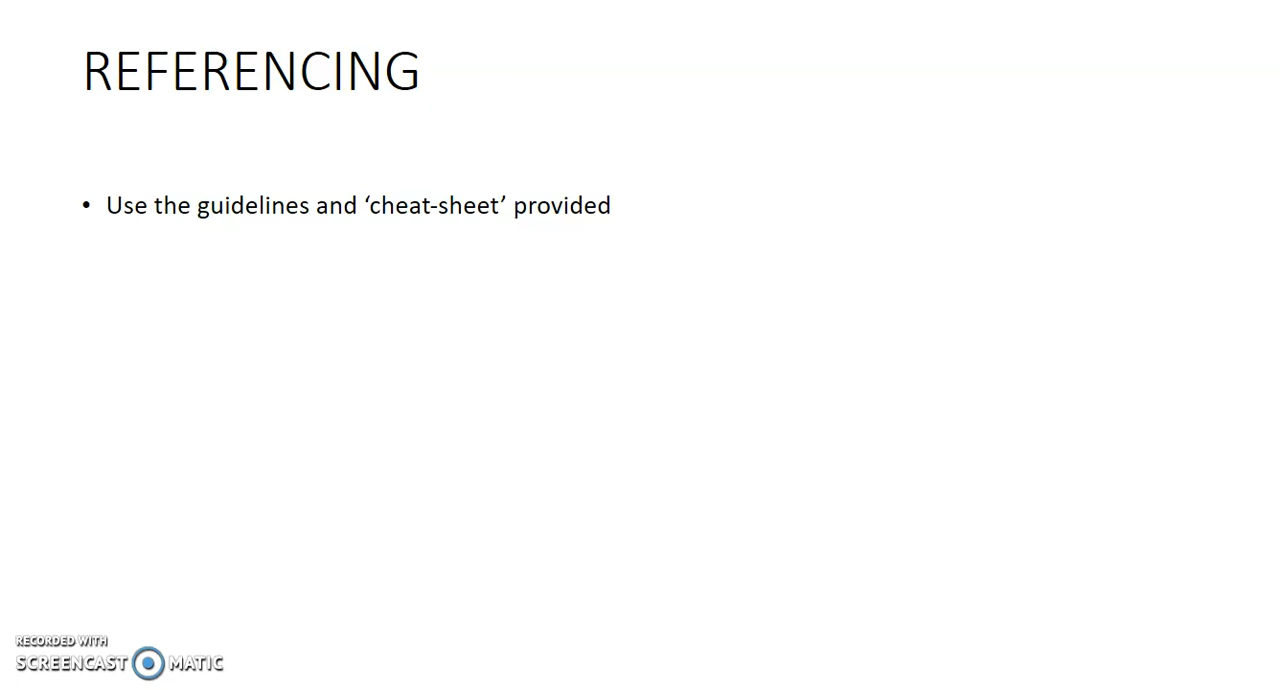 REFERENCING
• Use the guidelines and ‘cheat-sheet’ provided
RECORDED WITH
SCREENCAST MATIC